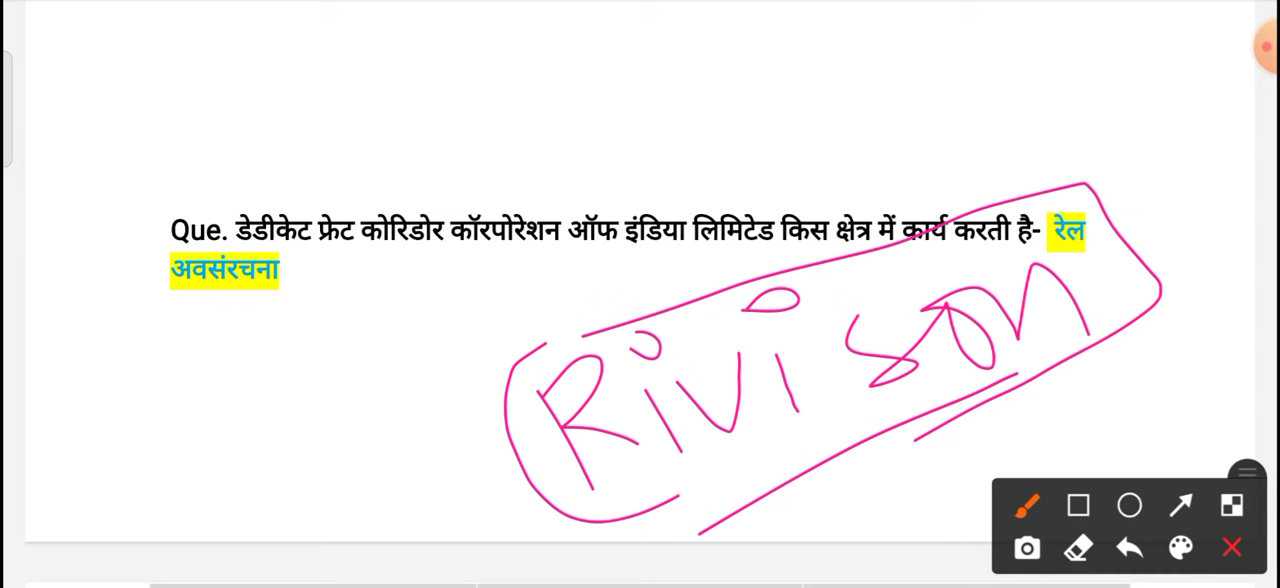 Que. डेडीकेट फ्रेट कोरिडोर कॉरपोरेशन ऑफ इंडिया लिमिटेड किस क्षेत्र में कार्य करती है- रेल
अवसंरचना
Rivison